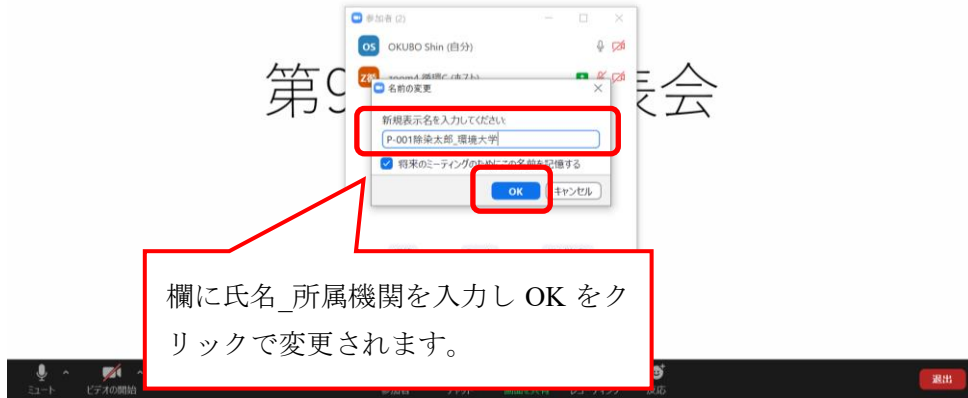 参加者 (2)
OS OKUBO Shin (自分)
第9
表会
名前の変更
新規表示名を入力してください:
P-001除染太郎_環境大学
将来のミーティングのためにこの名前を記憶する
OK キャンセル
欄に氏名_所属機関を入力し OK をク
リックで変更されます。
ミュート ビデオの開始 反応 退出